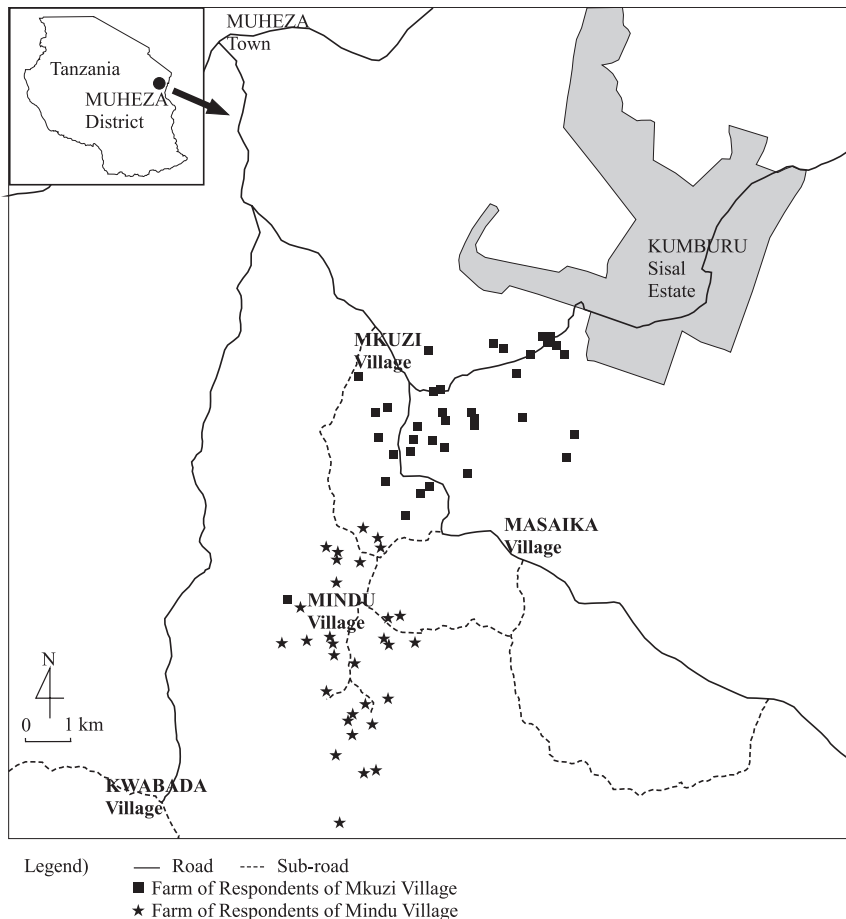 MUHEZA
Town
Tanzania
MUHEZA
District
KUMBURU
Sisal
Estate
MKUZI
Village
MASAIKA
Village
MINDU
Village
N
0 1 km
KWABADA
Village
Legend) Road Sub-road
Farm of Respondents of Mkuzi Village
Farm of Respondents of Mindu Village